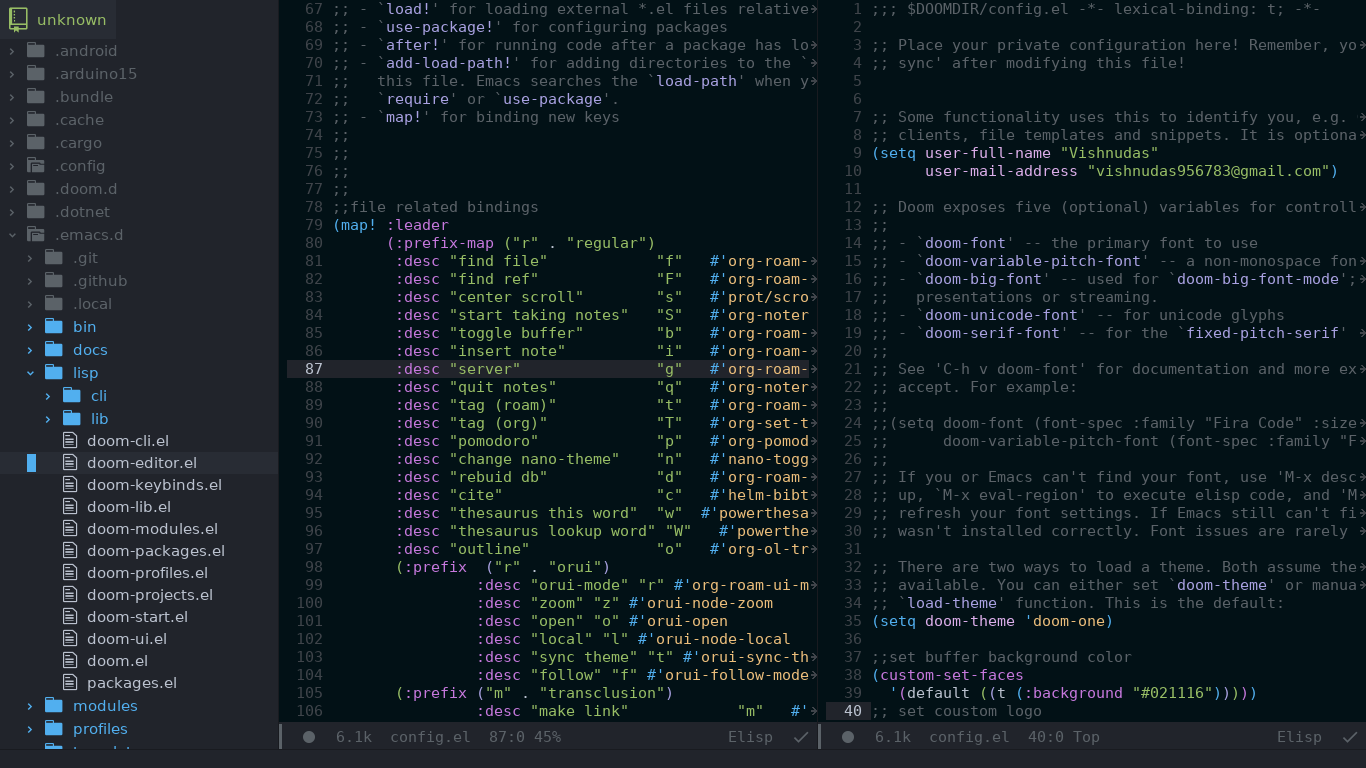 unknown
.android
.arduino15
.bundle
.cache
.cargo
.config
.doom.d
.dotnet
.emacs.d
.git
.github
.local
bin
docs
lisp
cli
lib
doom-cli.el
doom-editor.el
doom-keybinds.el
doom-lib.el
doom-modules.el
doom-packages.el
doom-profiles.el
doom-projects.el
doom-start.el
doom-ui.el
doom.el
packages.el
modules
profiles
67 ;; - `load!' for loading external *.el files relative
68 ;; - `use-package!' for configuring packages
69 ;; - `after!' for running code after a package has lo
70 ;; - `add-load-path!' for adding directories to the `
71 ;;   this file. Emacs searches the `load-path' when y
72 ;;   `require' or `use-package'.
73 ;; - `map!' for binding new keys
74 ;;
75 ;;
76 ;;
77 ;;
78 ;;file related bindings
79 (map! :leader
80       (:prefix-map ("r" . "regular")
81        :desc "find file"            "f"   #'org-roam-
82        :desc "find ref"             "F"   #'org-roam-
83        :desc "center scroll"        "s"   #'prot/scro
84        :desc "start taking notes"   "S"   #'org-noter
85        :desc "toggle buffer"        "b"   #'org-roam-
86        :desc "insert note"          "i"   #'org-roam-
87        :desc "server"               "g"   #'org-roam-
88        :desc "quit notes"           "q"   #'org-noter
89        :desc "tag (roam)"           "t"   #'org-roam-
90        :desc "tag (org)"            "T"   #'org-set-t
91        :desc "pomodoro"             "p"   #'org-pomod
92        :desc "change nano-theme"    "n"   #'nano-togg
93        :desc "rebuid db"            "d"   #'org-roam-
94        :desc "cite"                 "c"   #'helm-bibt
95        :desc "thesaurus this word"  "w"  #'powerthesa
96        :desc "thesaurus lookup word" "W"   #'powerthe
97        :desc "outline"              "o"   #'org-ol-tr
98        (:prefix  ("r" . "orui")
99                 :desc "orui-mode" "r" #'org-roam-ui-m
100                 :desc "zoom" "z" #'orui-node-zoom
101                 :desc "open" "o" #'orui-open
102                 :desc "local" "l" #'orui-node-local
103                 :desc "sync theme" "t" #'orui-sync-th
104                 :desc "follow" "f" #'orui-follow-mode
105        (:prefix ("m" . "transclusion")
106                 :desc "make link"            "m"   #'
6.1k config.el 87:0 45% Elisp
1 ;;; $DOOMDIR/config.el -*- lexical-binding: t; -*-
2
3 ;; Place your private configuration here! Remember, yo
4 ;; sync' after modifying this file!
5
6
7 ;; Some functionality uses this to identify you, e.g.
8 ;; clients, file templates and snippets. It is optiona
9 (setq user-full-name "Vishnudas"
10       user-mail-address "vishnudas956783@gmail.com")
11
12 ;; Doom exposes five (optional) variables for controll
13 ;;
14 ;; - `doom-font' -- the primary font to use
15 ;; - `doom-variable-pitch-font' -- a non-monospace fon
16 ;; - `doom-big-font' -- used for `doom-big-font-mode';
17 ;;   presentations or streaming.
18 ;; - `doom-unicode-font' -- for unicode glyphs
19 ;; - `doom-serif-font' -- for the `fixed-pitch-serif'
20 ;;
21 ;; See 'C-h v doom-font' for documentation and more ex
22 ;; accept. For example:
23 ;;
24 ;;(setq doom-font (font-spec :family "Fira Code" :size
25 ;;      doom-variable-pitch-font (font-spec :family "F
26 ;;
27 ;; If you or Emacs can't find your font, use 'M-x desc
28 ;; up, `M-x eval-region' to execute elisp code, and 'M
29 ;; refresh your font settings. If Emacs still can't fi
30 ;; wasn't installed correctly. Font issues are rarely
31
32 ;; There are two ways to load a theme. Both assume the
33 ;; available. You can either set `doom-theme' or manua
34 ;; `load-theme' function. This is the default:
35 (setq doom-theme 'doom-one)
36
37 ;;set buffer background color
38 (custom-set-faces
39   '(default ((t (:background "#021116")))))
40 ;; set coustom logo
6.1k config.el 40:0 Top Elisp